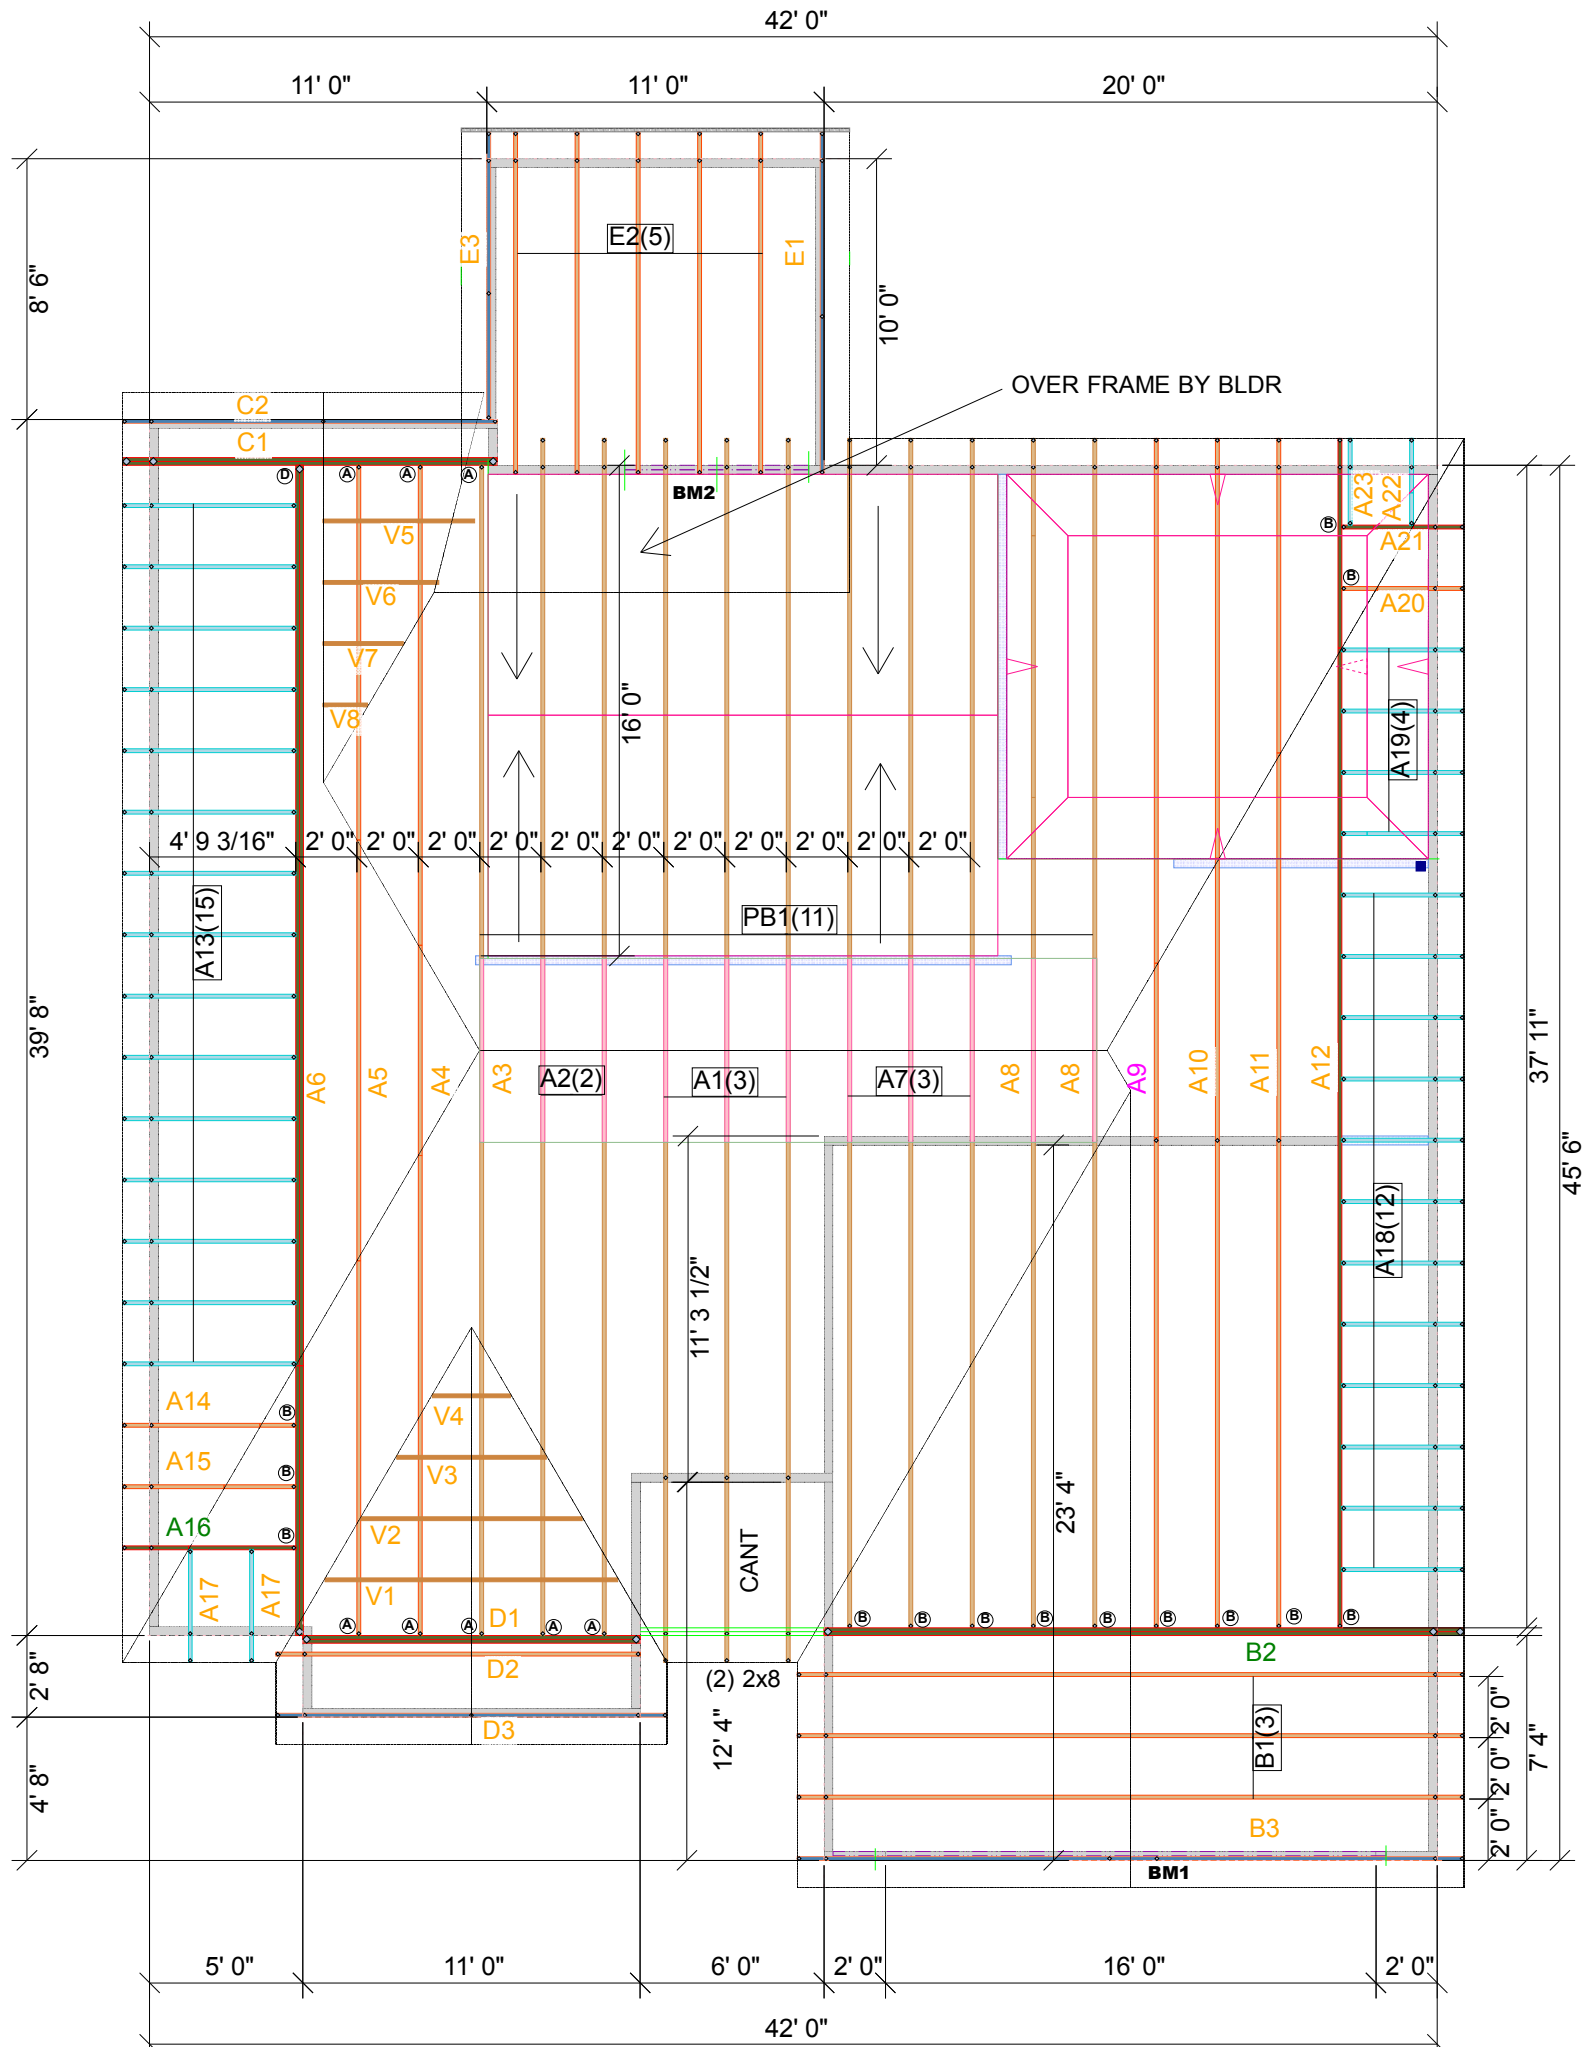 42' 0"
11' 0" 11' 0" 20' 0"
E3 E2(5) E1
8' 6"
10' 0"
OVER FRAME BY BLDR
C2
C1
D A A A
BM2
A23 A22
B A21
V5
B
V6 A20
V7
V8
16' 0"
A19(4)
4' 9 3/16" 2' 0" 2' 0" 2' 0" 2' 0" 2' 0" 2' 0" 2' 0" 2' 0" 2' 0" 2' 0" 2' 0"
A13(15)
PB1(11)
39' 8"
37' 11"
45' 6"
A6 A5 A4 A3 A2(2) A1(3) A7(3) A8 A8 A9 A10 A11 A12
11' 3 1/2"
A18(12)
A14 B
V4
A15 B
V3
23' 4"
A16 B
V2
CANT
A17 A17
V1
D1
A A A A A
B B B B B B B B B
B2
D2
(2) 2x8
2' 8"
D3
12' 4"
B1(3)
2' 0"
2' 0"
2' 0"
7' 4"
4' 8"
B3
BM1
5' 0" 11' 0" 6' 0" 2' 0" 16' 0" 2' 0"
42' 0"